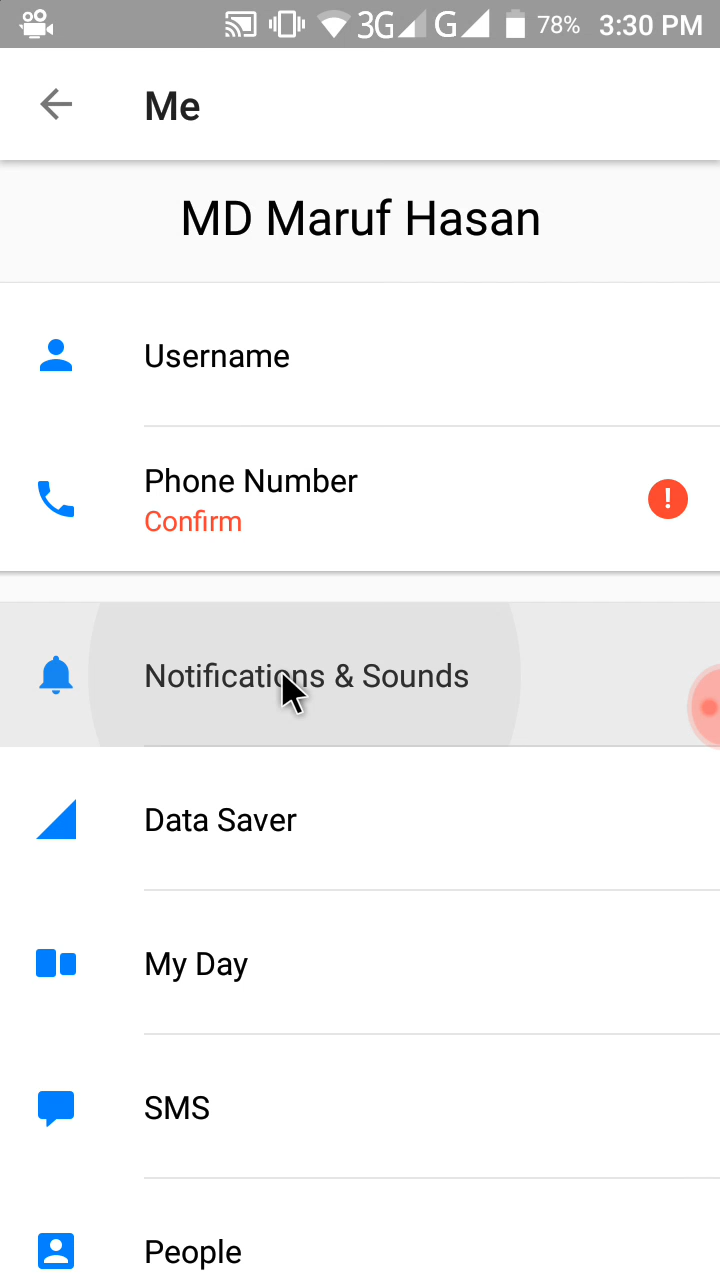 3G G 78% 3:30 PM
Me
MD Maruf Hasan
Username
Phone Number
Confirm
Notifications & Sounds
Data Saver
My Day
SMS
People